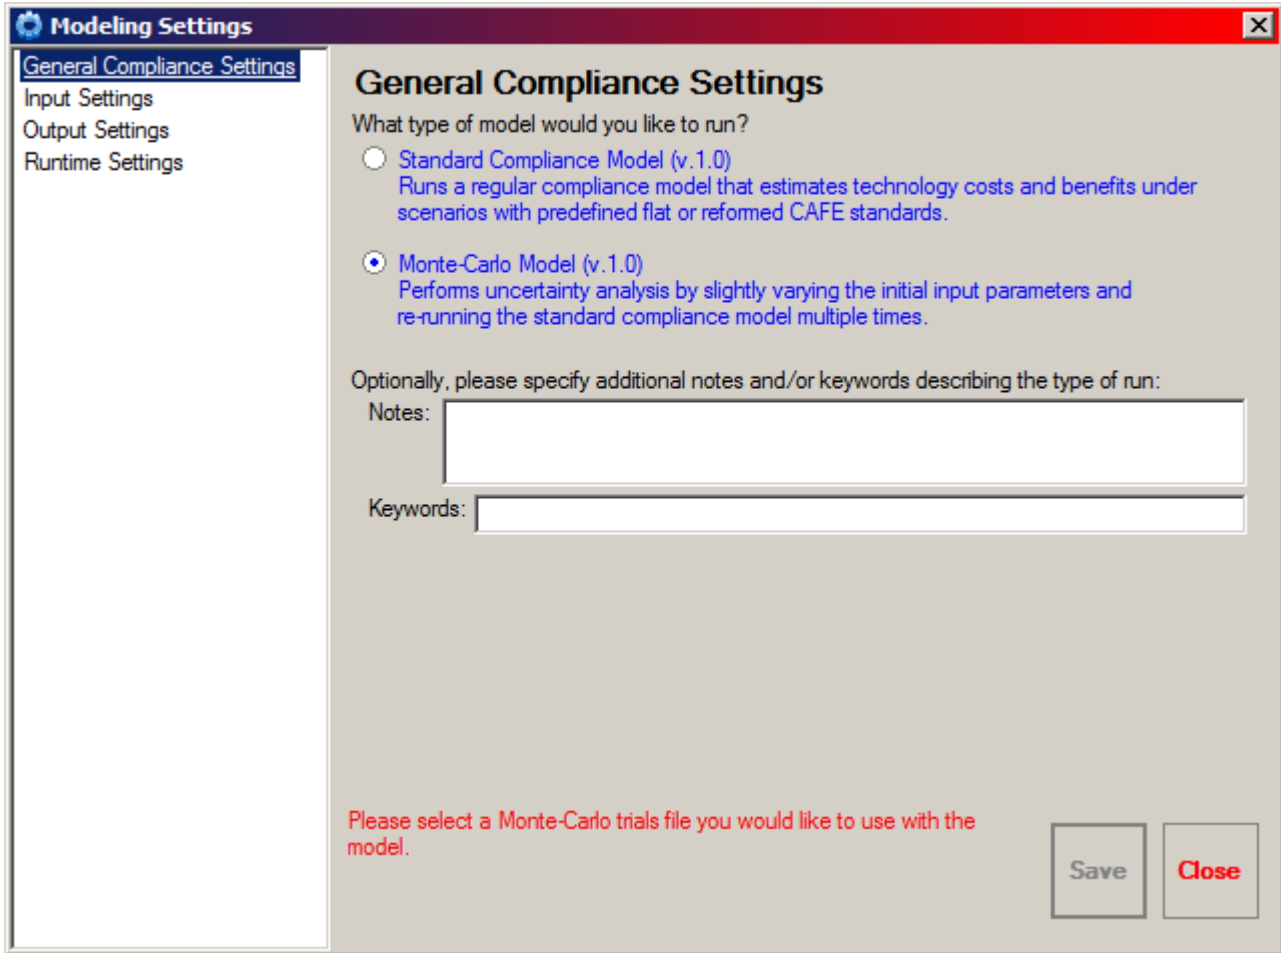 Modeling Settings
General Compliance Settings
Input Settings
Output Settings
Runtime Settings
General Compliance Settings
What type of model would you like to run?
Standard Compliance Model (v.1.0)
Runs a regular compliance model that estimates technology costs and benefits under
scenarios with predefined flat or reformed CAFE standards.
Monte-Carlo Model (v.1.0)
Performs uncertainty analysis by slightly varying the initial input parameters and
re-running the standard compliance model multiple times.
Optionally, please specify additional notes and/or keywords describing the type of run:
Notes:
Keywords:
Please select a Monte-Carlo trials file you would like to use with the
model.
Save
Close